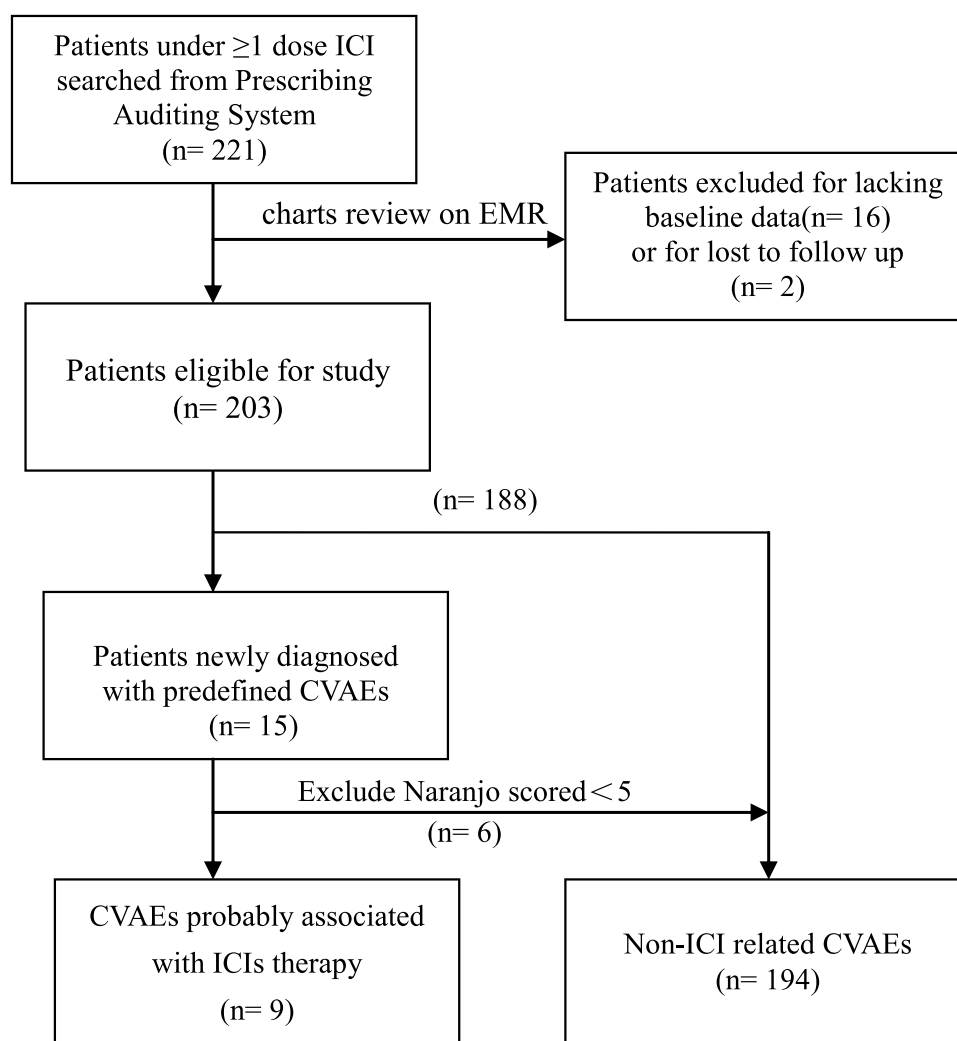 Patients under ≥1 dose ICI
searched from Prescribing
Auditing System
(n= 221)
charts review on EMR
Patients excluded for lacking
baseline data(n= 16)
or for lost to follow up
(n= 2)
Patients eligible for study
(n= 203)
(n= 188)
Patients newly diagnosed
with predefined CVAEs
(n= 15)
Exclude Naranjo scored＜5
(n= 6)
CVAEs probably associated
with ICIs therapy
(n= 9)
Non-ICI related CVAEs
(n= 194)